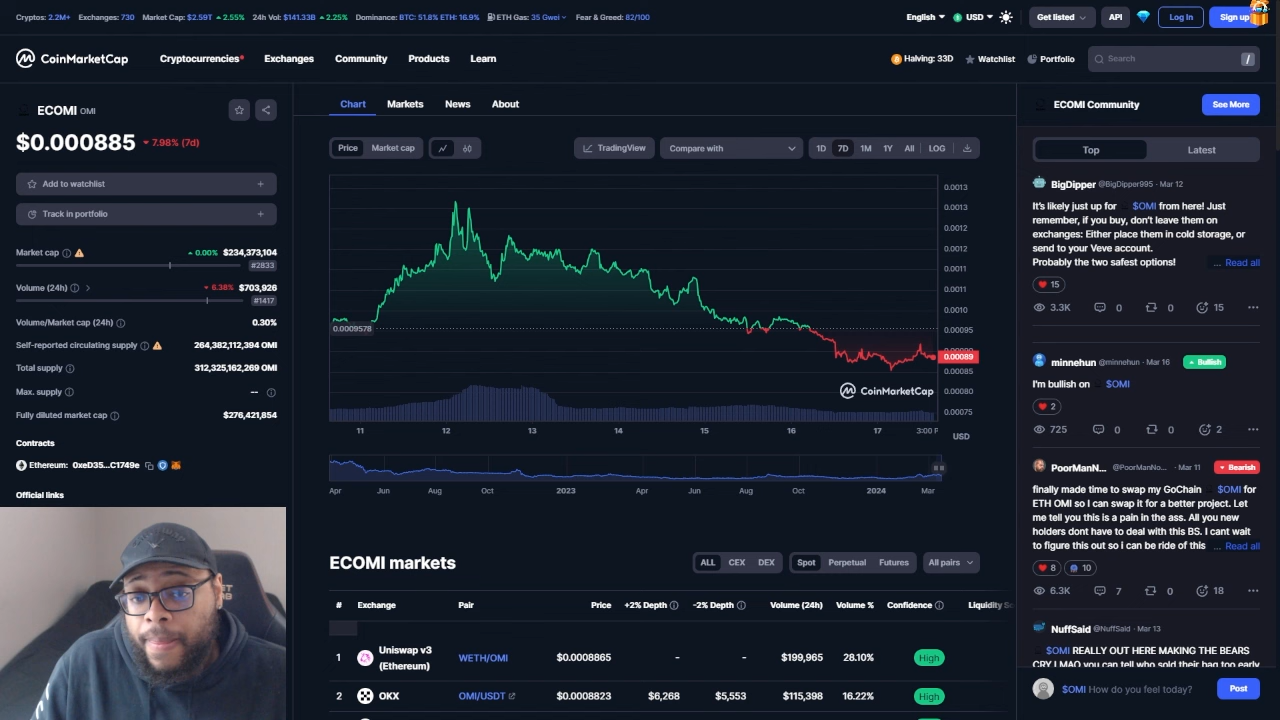 Cryptos: 2.2M+ Exchanges: 730 Market Cap: $2.59T 2.55% 24h Vol: $141.33B 2.25% Dominance: BTC: 51.8% ETH: 16.9% ETH Gas: 35 Gwei Fear & Greed: 82/100
English USD Get listed API Log In Sign up
CoinMarketCap Cryptocurrencies Exchanges Community Products Learn
Halving: 33D Watchlist Portfolio Search /
ECOMI OMI
$0.000885 7.98% (7d)
Add to watchlist +
Track in portfolio +
Market cap 0.00% $234,373,104
#2833
Volume (24h) 6.38% $703,926
#1417
Volume/Market cap (24h) 0.30%
Self-reported circulating supply 264,382,112,394 OMI
Total supply 312,325,162,269 OMI
Max. supply --
Fully diluted market cap $276,421,854
Contracts
Ethereum: 0xeD35...C1749e
Official links
Chart Markets News About
Price Market cap TradingView Compare with 1D 7D 1M 1Y All LOG
0.0013
0.0013
0.0012
0.0012
0.0011
0.0011
0.0010
0.00095
0.0009578
0.00089
0.00085
0.00080
0.00075
CoinMarketCap
11 12 13 14 15 16 17 3:00 P
USD
Apr Jun Aug Oct 2023 Apr Jun Aug Oct 2024 Mar
ECOMI markets
ALL CEX DEX Spot Perpetual Futures All pairs
# Exchange Pair Price +2% Depth -2% Depth Volume (24h) Volume % Confidence Liquidity Sc
1 Uniswap v3 (Ethereum) WETH/OMI $0.0008865 - - $199,965 28.10% High
2 OKX OMI/USDT $0.0008823 $6,268 $5,553 $115,398 16.22% High
ECOMI Community See More
Top Latest
BigDipper @BigDipper995 · Mar 12
It's likely just up for $OMI from here! Just
remember, if you buy, don't leave them on
exchanges: Either place them in cold storage, or
send to your Veve account.
Probably the two safest options! ... Read all
15
3.3K 0 0 15
minnehun @minnehun · Mar 16 Bullish
I'm bullish on $OMI
2
725 0 0 2
PoorManN... @PoorManNo... · Mar 11 Bearish
finally made time to swap my GoChain $OMI for
ETH OMI so I can swap it for a better project. Let
me tell you this is a pain in the ass. All you new
holders dont have to deal with this BS. I cant wait
to figure this out so i can be ride of this ... Read all
8 10
6.3K 7 0 18
NuffSaid @NuffSaid · Mar 13
$OMI REALLY OUT HERE MAKING THE BEARS
CRY LMAO you can tell who sold their bag too early
$OMI How do you feel today? Post